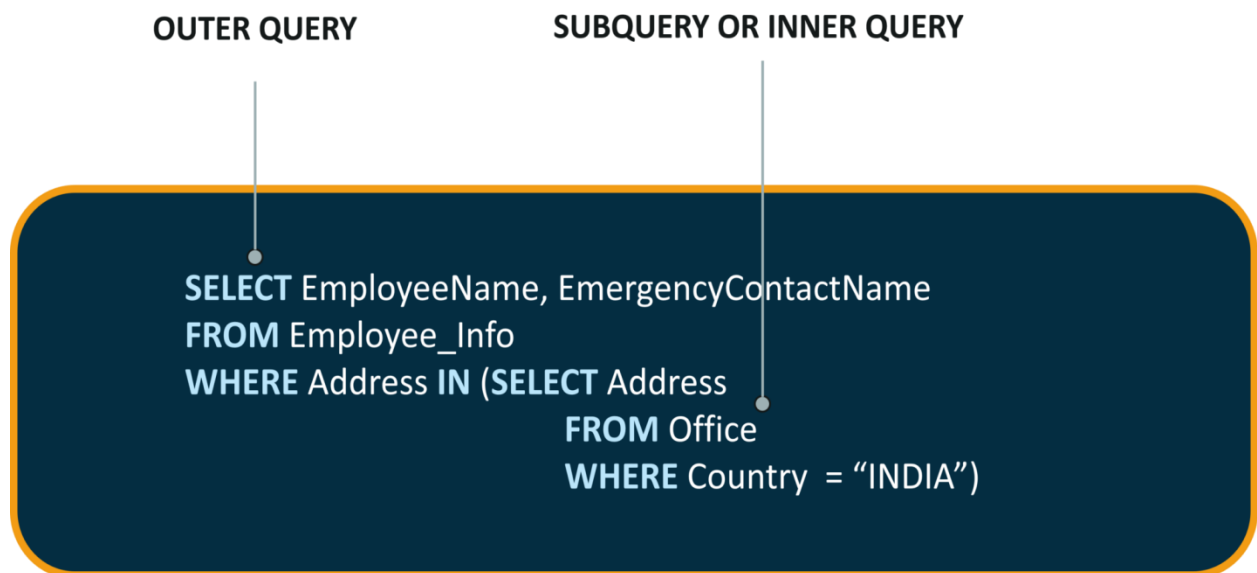 OUTER QUERY
SUBQUERY OR INNER QUERY
SELECT EmployeeName, EmergencyContactName
FROM Employee_Info
WHERE Address IN (SELECT Address
FROM Office
WHERE Country  = “INDIA”)